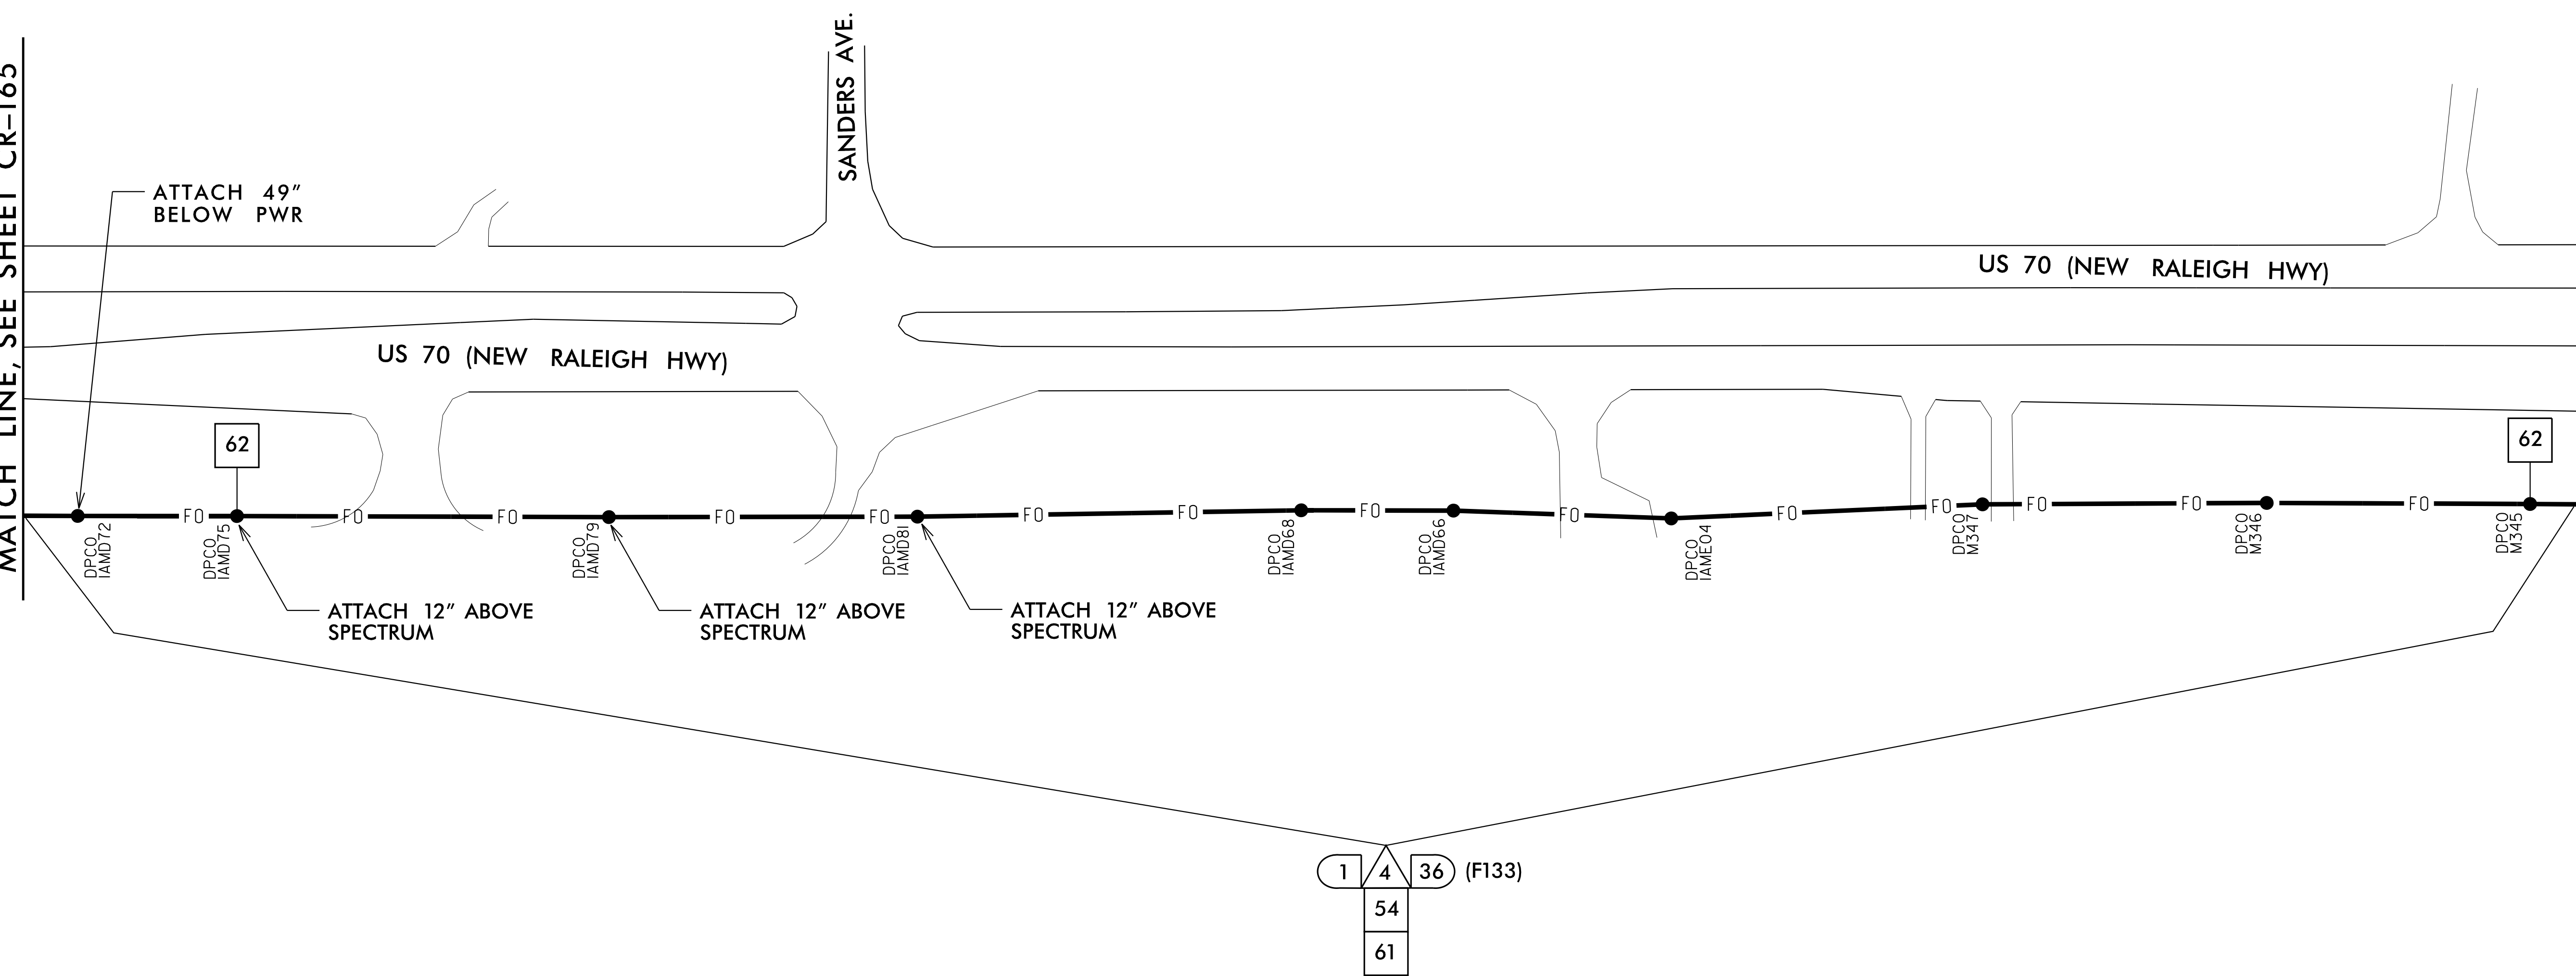 MATCH LINE, SEE SHEET CR-165
SANDERS AVE.
ATTACH 49"
BELOW PWR
US 70 (NEW RALEIGH HWY)
US 70 (NEW RALEIGH HWY)
62
62
FO FO FO FO FO FO FO FO FO FO FO FO FO FO
DPCO
IAMD72
DPCO
IAMD75
DPCO
IAMD79
DPCO
IAMD81
DPCO
IAMD68
DPCO
IAMD66
DPCO
IAME04
DPCO
M347
DPCO
M346
DPCO
M345
ATTACH 12" ABOVE
SPECTRUM
ATTACH 12" ABOVE
SPECTRUM
ATTACH 12" ABOVE
SPECTRUM
1 4 36 (F133)
54
61